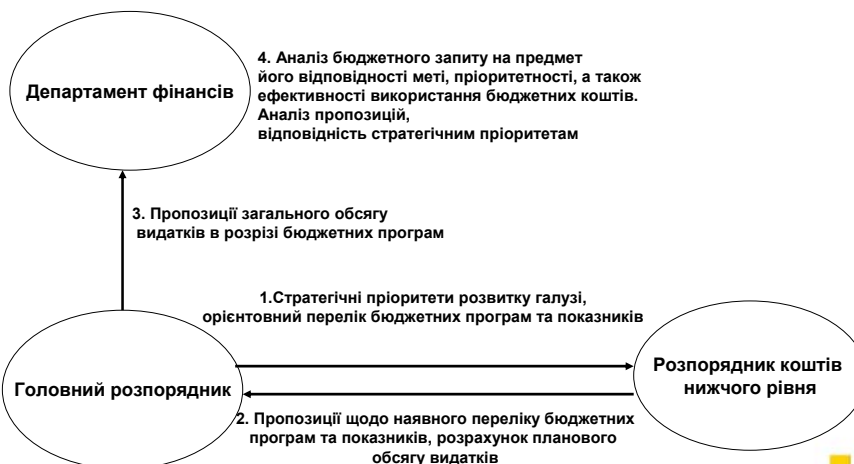 4. Аналіз бюджетного запиту на предмет
його відповідності меті, пріоритетності, а також
ефективності використання бюджетних коштів.
Аналіз пропозицій,
відповідність стратегічним пріоритетам
Департамент фінансів
3. Пропозиції загального обсягу
видатків в розрізі бюджетних програм
1.Стратегічні пріоритети розвитку галузі,
орієнтовний перелік бюджетних програм та показників
Головний розпорядник
Розпорядник коштів
нижчого рівня
2. Пропозиції щодо наявного переліку бюджетних
програм та показників, розрахунок планового
обсягу видатків